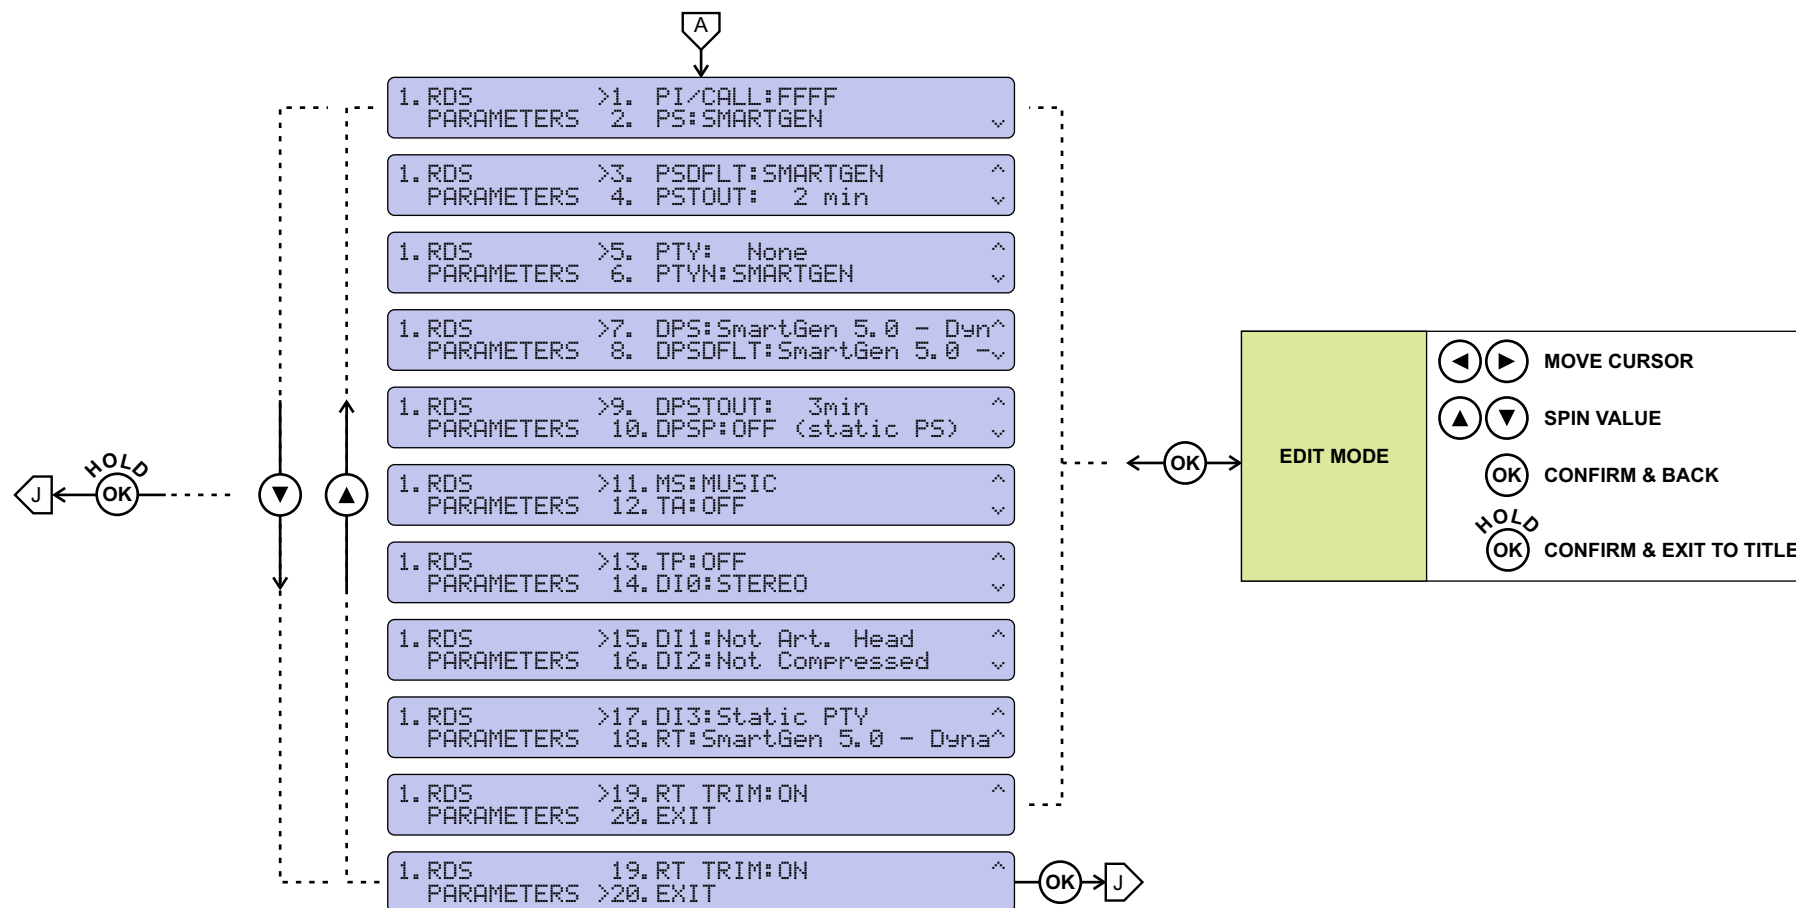 A
1.RDS >1. PI/CALL:FFFF
PARAMETERS 2. PS:SMARTGEN
1.RDS >3. PSDFLT:SMARTGEN
PARAMETERS 4. PSTOUT: 2 min
1.RDS >5. PTY: None
PARAMETERS 6. PTYN:SMARTGEN
1.RDS >7. DPS:SmartGen 5.0 - Dyn
PARAMETERS 8. DPSDFLT:SmartGen 5.0 -
1.RDS >9. DPSTOUT: 3min
PARAMETERS 10.DPSP:OFF (static PS)
1.RDS >11.MS:MUSIC
PARAMETERS 12.TA:OFF
1.RDS >13.TP:OFF
PARAMETERS 14.DI0:STEREO
1.RDS >15.DI1:Not Art. Head
PARAMETERS 16.DI2:Not Compressed
1.RDS >17.DI3:Static PTY
PARAMETERS 18.RT:SmartGen 5.0 - Dyna
1.RDS >19.RT TRIM:ON
PARAMETERS 20.EXIT
1.RDS 19.RT TRIM:ON
PARAMETERS >20.EXIT
J
HOLD
OK
OK
J
OK
EDIT MODE
MOVE CURSOR
SPIN VALUE
OK CONFIRM & BACK
HOLD
OK CONFIRM & EXIT TO TITLE